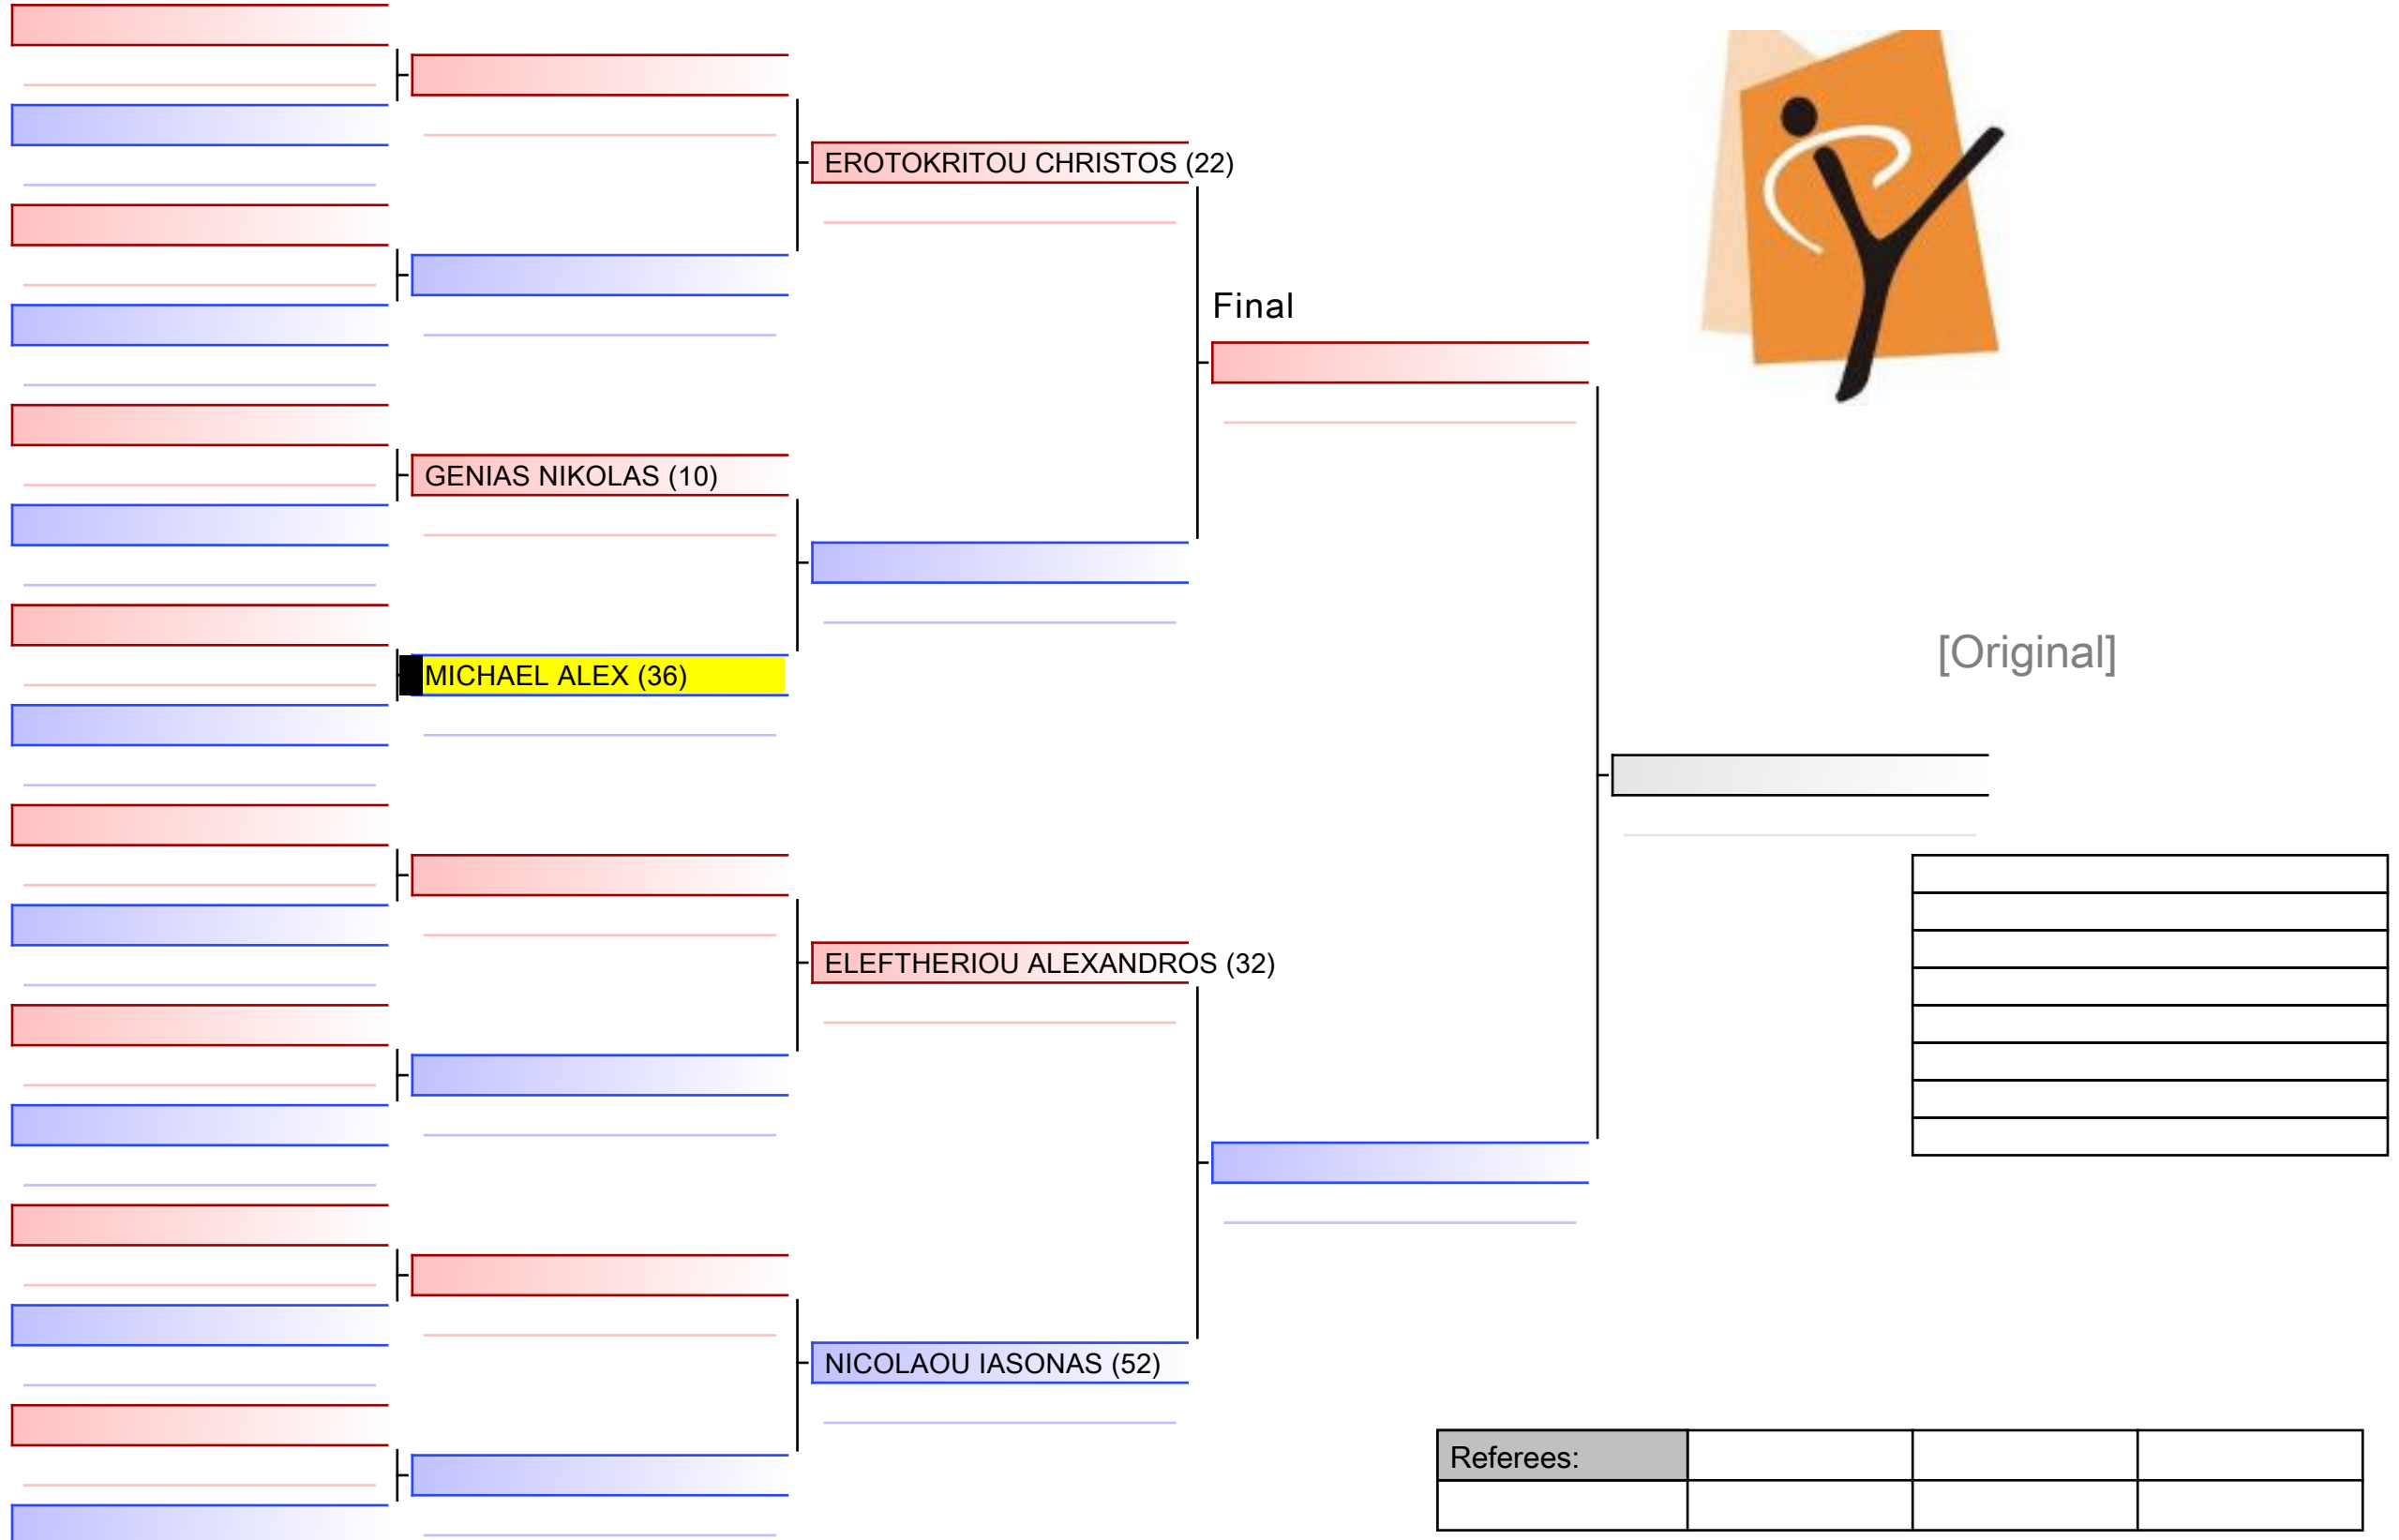 EROTOKRITOU CHRISTOS (22)
Final
GENIAS NIKOLAS (10)
[Original]
MICHAEL ALEX (36)
ELEFTHERIOU ALEXANDROS (32)
NICOLAOU IASONAS (52)
Referees: